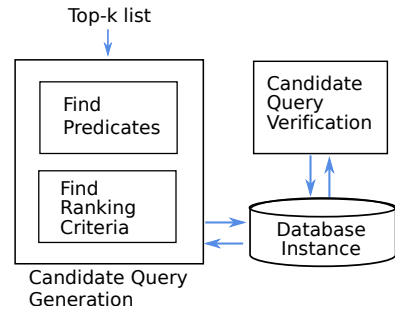 Top-k list
Find
Predicates
Find
Ranking
Criteria
Candidate Query
Generation
Candidate
Query
Verification
Database
Instance